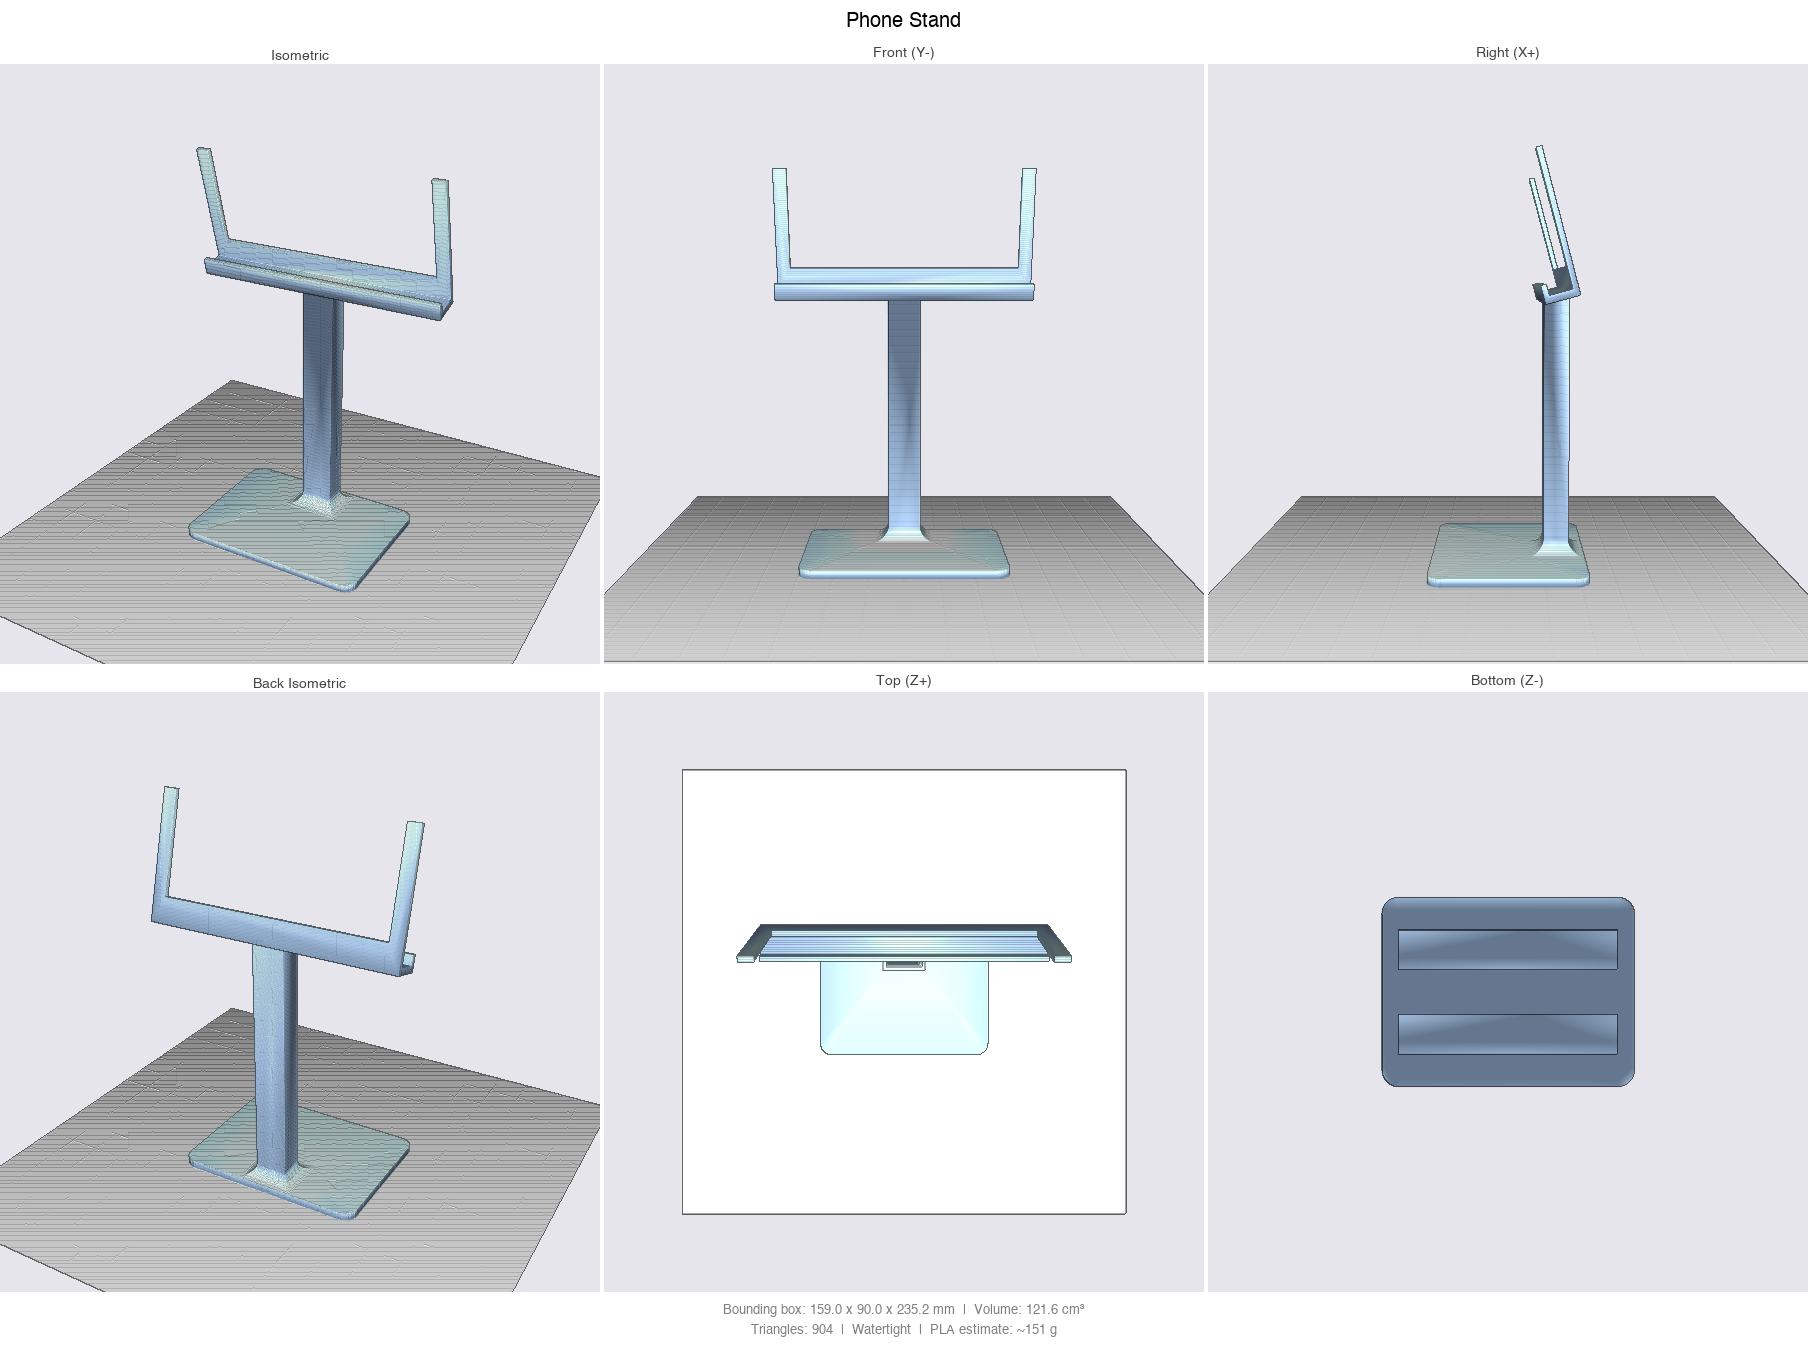 Phone Stand
Isometric
Front (Y-)
Right (X+)
Back Isometric
Top (Z+)
Bottom (Z-)
Bounding box: 159.0 x 90.0 x 235.2 mm | Volume: 121.6 cm³
Triangles: 904 | Watertight | PLA estimate: ~151 g